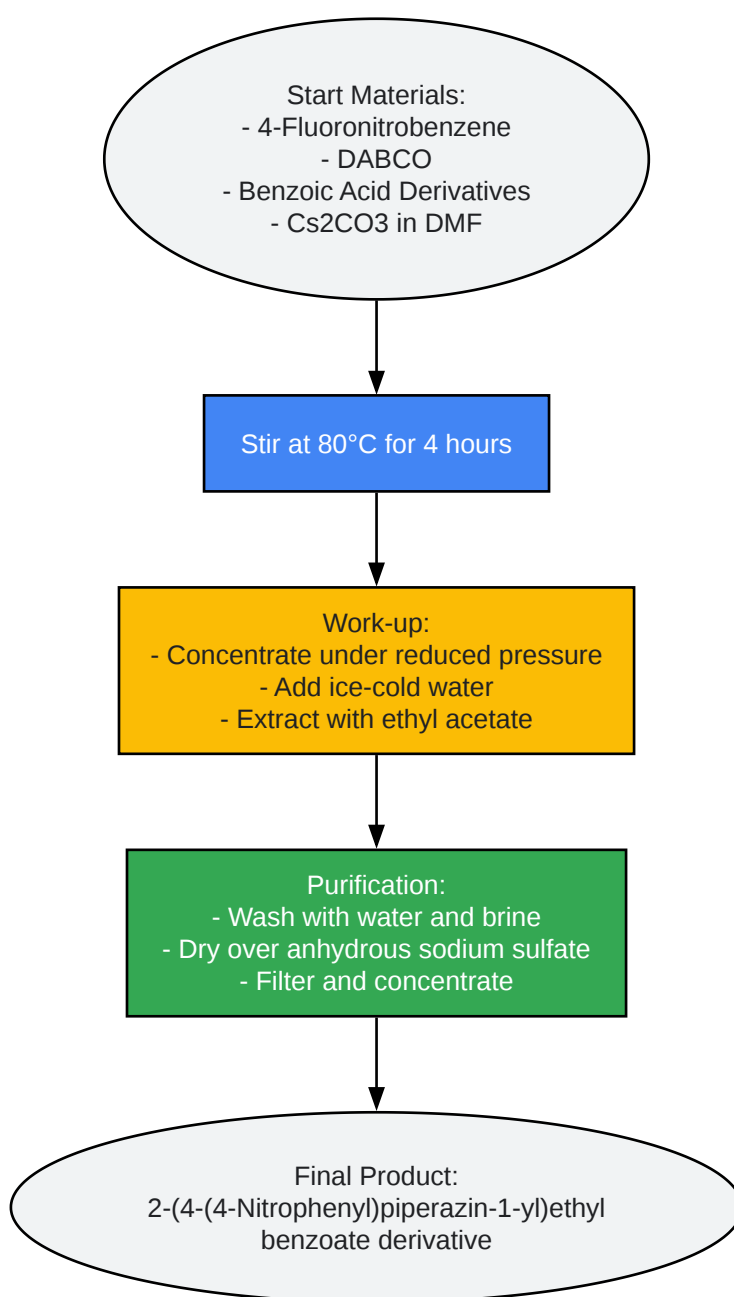 Start Materials:
- 4-Fluoronitrobenzene
- DABCO
- Benzoic Acid Derivatives
- Cs2CO3 in DMF
Stir at 80°C for 4 hours
Work-up:
- Concentrate under reduced pressure
- Add ice-cold water
- Extract with ethyl acetate
Purification:
- Wash with water and brine
- Dry over anhydrous sodium sulfate
- Filter and concentrate
Final Product:
2-(4-(4-Nitrophenyl)piperazin-1-yl)ethyl
benzoate derivative